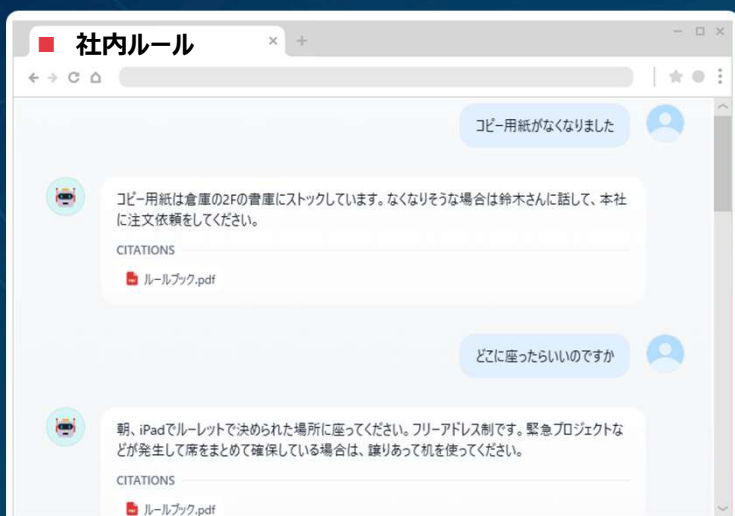 社内ルール
コピー用紙がなくなりました
コピー用紙は倉庫の2Fの書庫にストックしています。なくなりそうな場合は鈴木さんに話して、本社
に注文依頼をしてください。
CITATIONS
ルールブック.pdf
どこに座ったらいいのですか
朝、iPadでルーレットで決められた場所に座ってください。フリーアドレス制です。緊急プロジェクトな
どが発生して席をまとめて確保している場合は、譲りあって机を使ってください。
CITATIONS
ルールブック.pdf